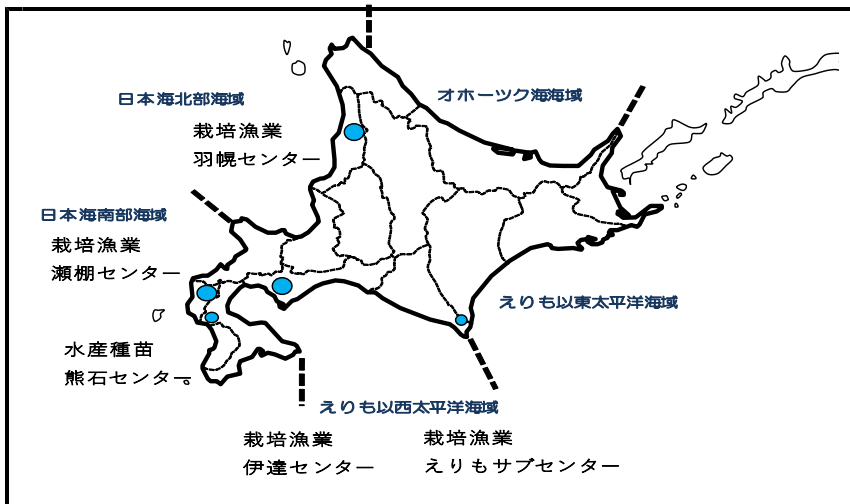 日本海北部海域
オホーツク海海域
栽培漁業
羽幌センター
日本海南部海域
栽培漁業
瀬棚センター
えりも以東太平洋海域
水産種苗
熊石センター
えりも以西太平洋海域
栽培漁業
伊達センター
栽培漁業
えりもサブセンター